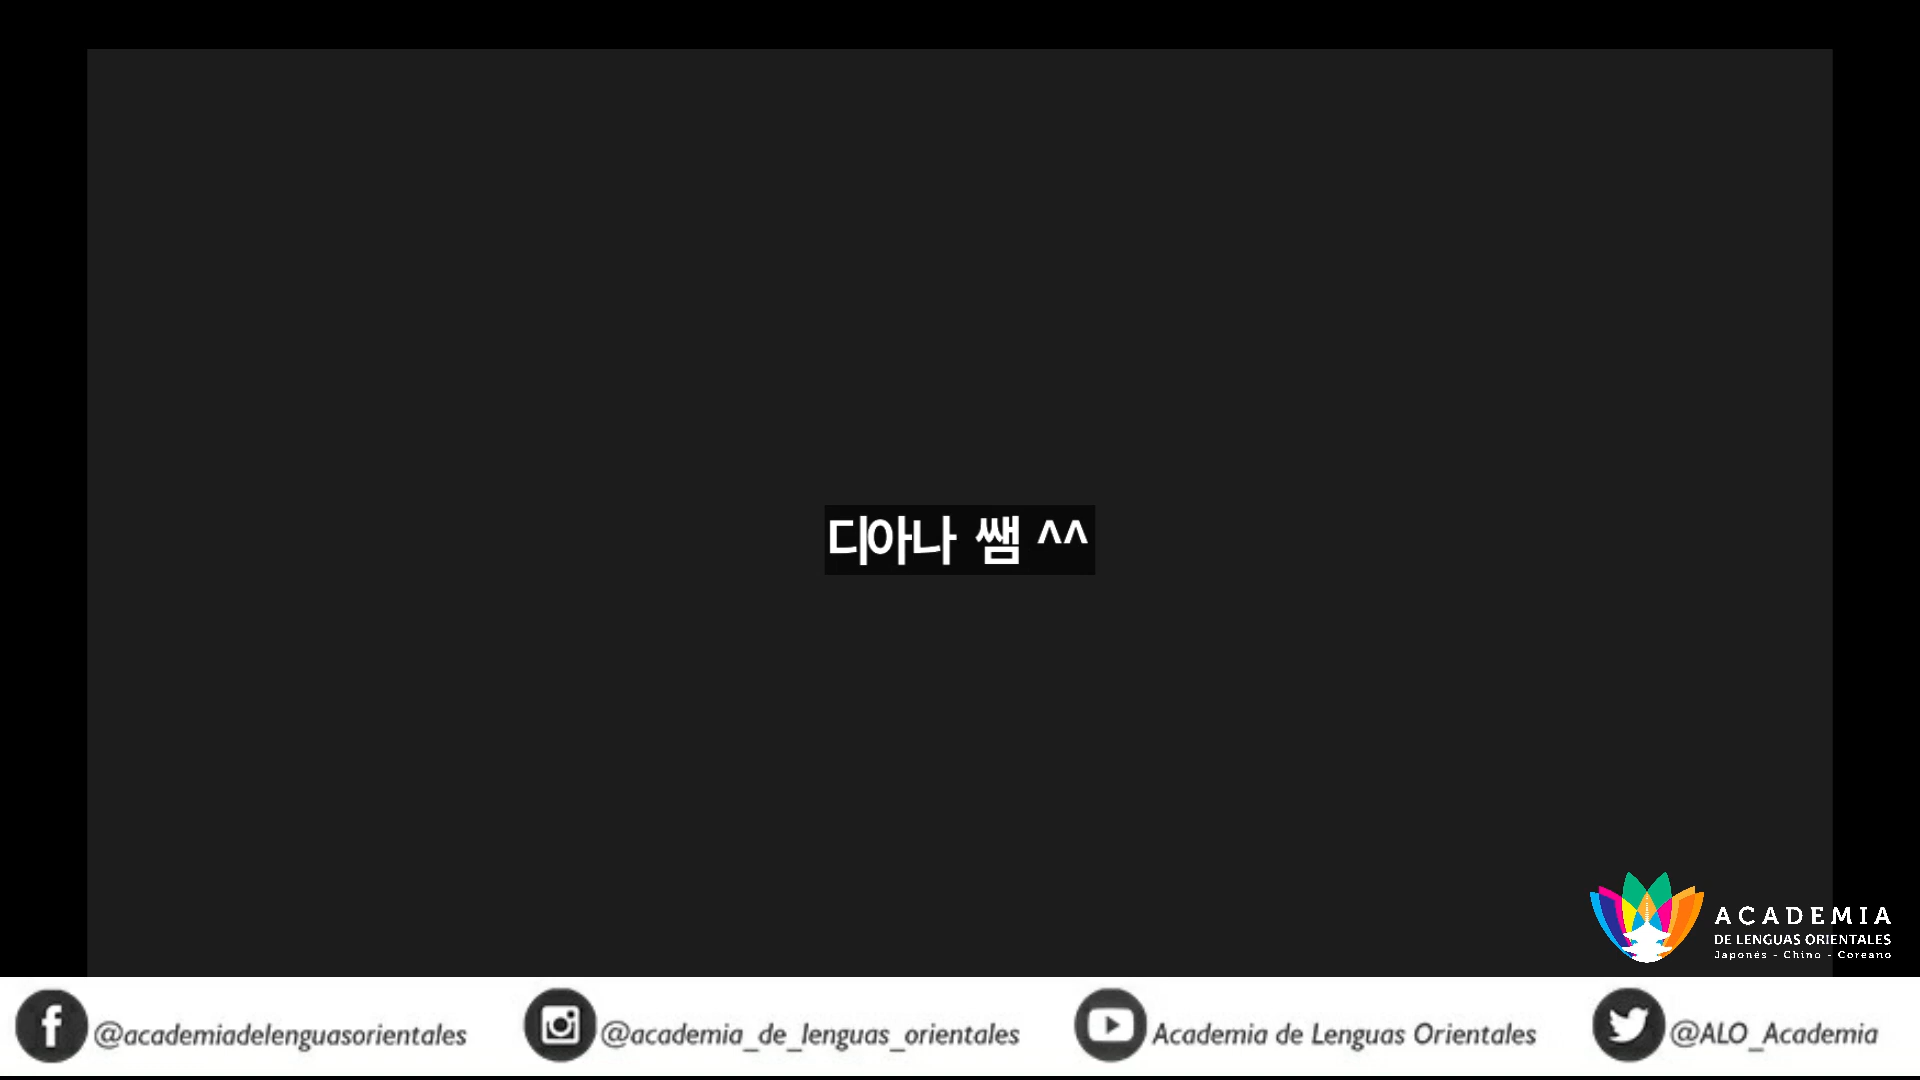 디아나 쌤 ^^
ACADEMIA
DE LENGUAS ORIENTALES
Japonés - Chino - Coreano
@academiadelenguasorientales
@academia_de_lenguas_orientales
Academia de Lenguas Orientales
@ALO_Academia